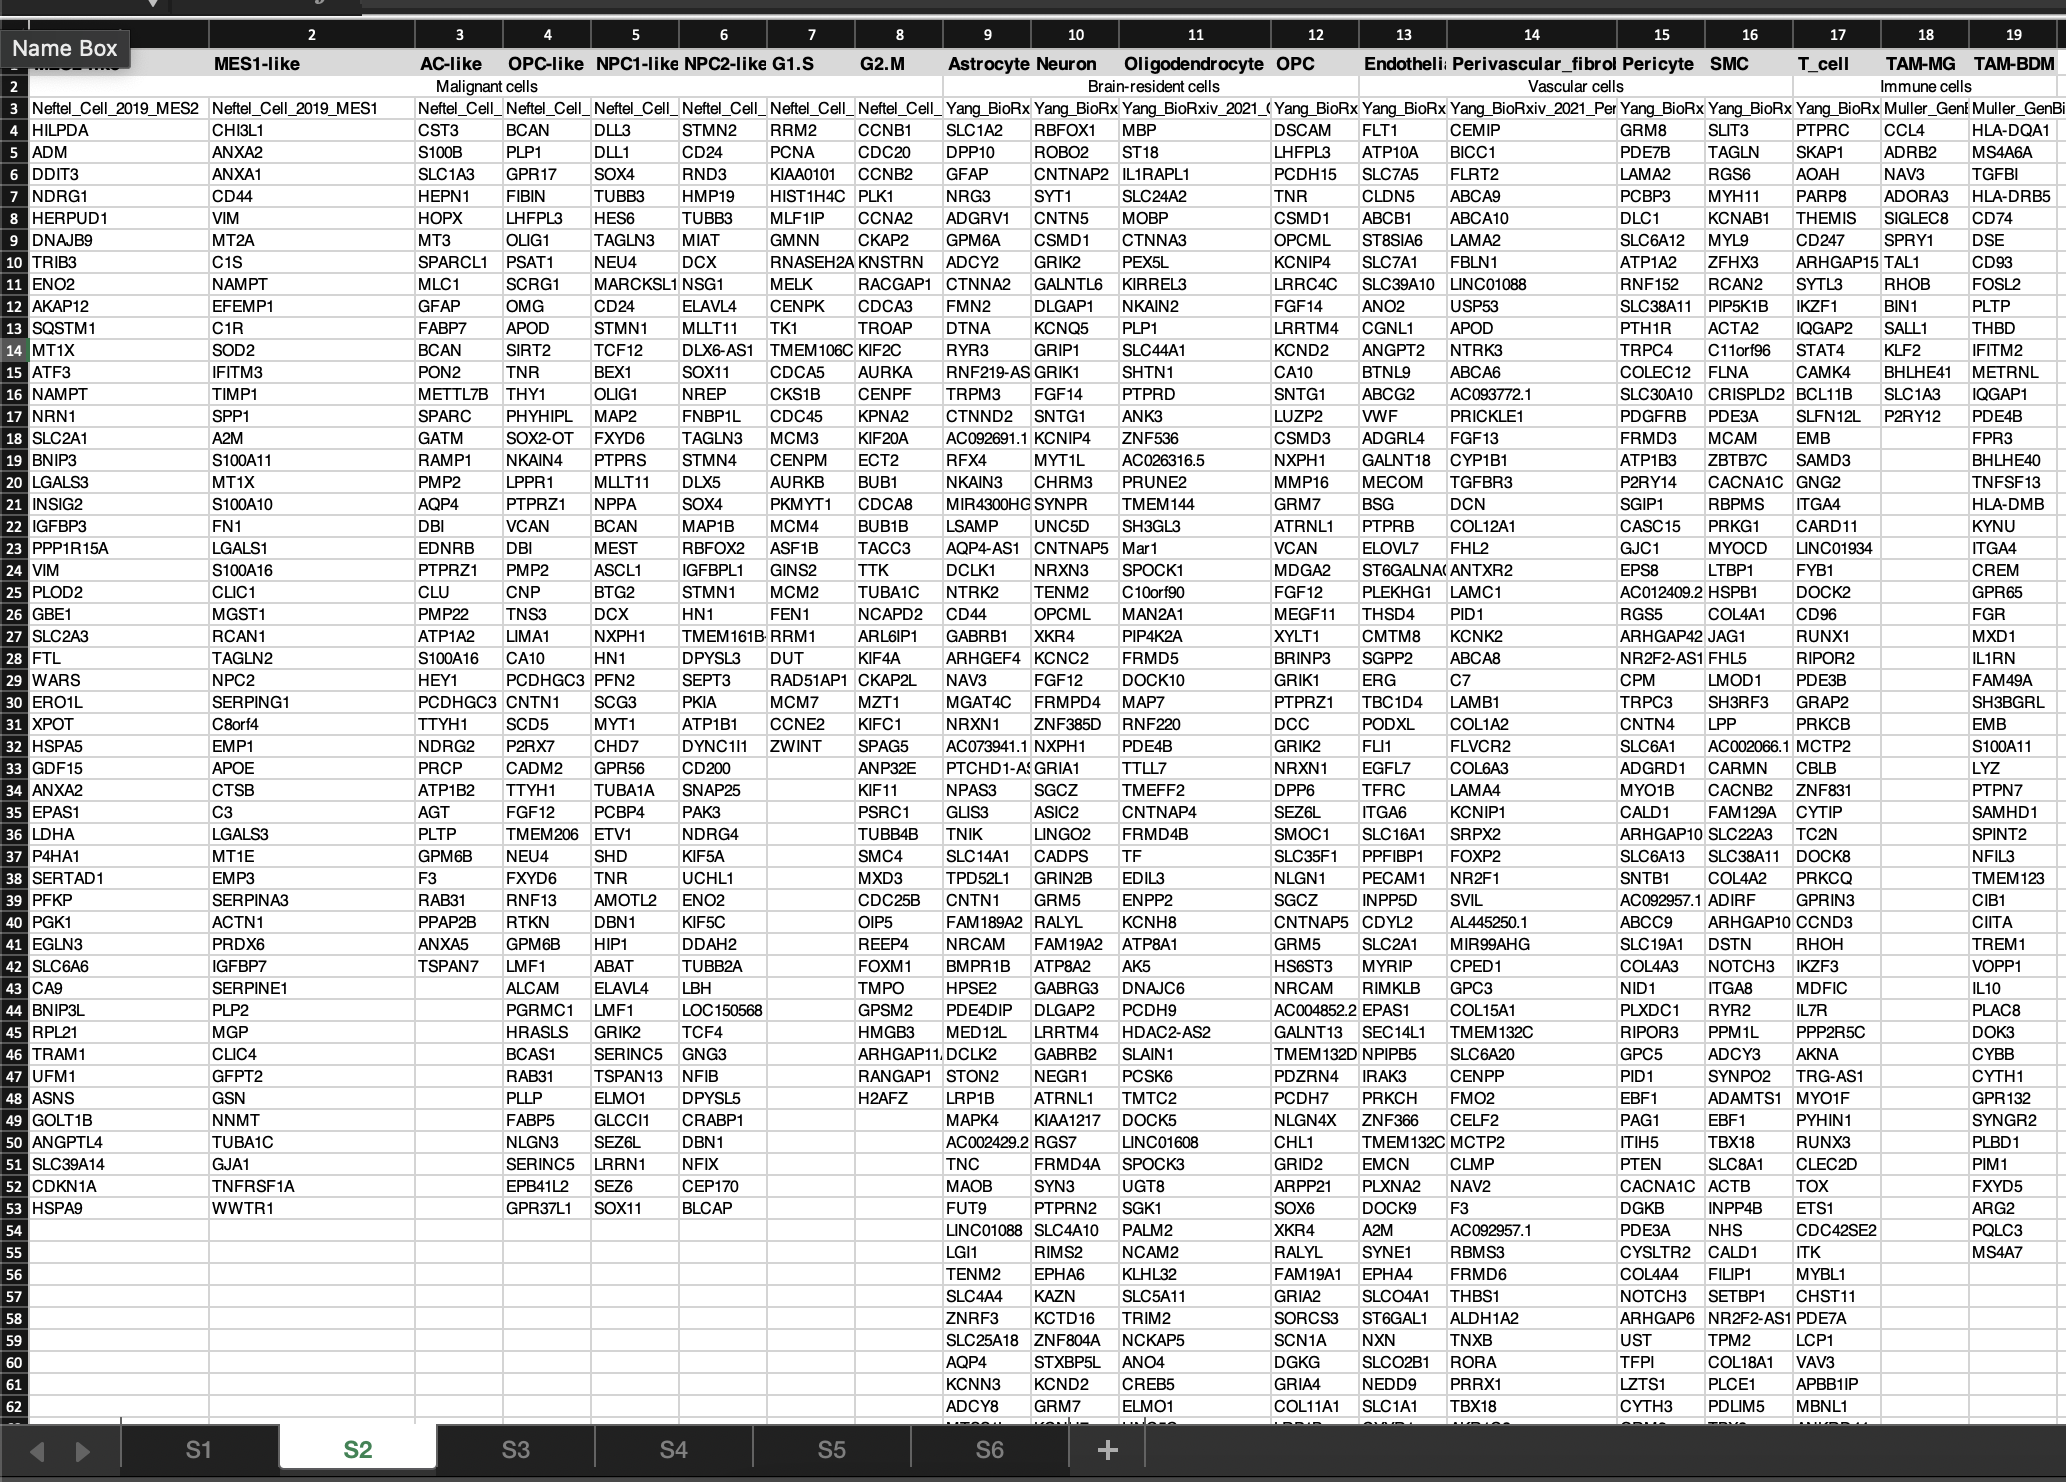 Name Box
2 3 4 5 6 7 8 9 10 11 12 13 14 15 16 17 18 19
MES1-like AC-like OPC-like NPC1-like NPC2-like G1.S G2.M Astrocyte Neuron Oligodendrocyte OPC Endotheli Perivascular_fibrol Pericyte SMC T_cell TAM-MG TAM-BDM
2 Malignant cells Brain-resident cells Vascular cells Immune cells
3 Neftel_Cell_2019_MES2 Neftel_Cell_2019_MES1 Neftel_Cell_ Neftel_Cell_ Neftel_Cell_ Neftel_Cell_ Neftel_Cell_ Neftel_Cell_ Yang_BioRx Yang_BioRx Yang_BioRxiv_2021_ Yang_BioRx Yang_BioRx Yang_BioRxiv_2021_Per Yang_BioRx Yang_BioRx Yang_BioRx Muller_GenB Muller_GenBi
4 HILPDA CHI3L1 CST3 BCAN DLL3 STMN2 RRM2 CCNB1 SLC1A2 RBFOX1 MBP DSCAM FLT1 CEMIP GRM8 SLIT3 PTPRC CCL4 HLA-DQA1
5 ADM ANXA2 S100B PLP1 DLL1 CD24 PCNA CDC20 DPP10 ROBO2 ST18 LHFPL3 ATP10A BICC1 PDE7B TAGLN SKAP1 ADRB2 MS4A6A
6 DDIT3 ANXA1 SLC1A3 GPR17 SOX4 RND3 KIAA0101 CCNB2 GFAP CNTNAP2 IL1RAPL1 PCDH15 SLC7A5 FLRT2 LAMA2 RGS6 AOAH NAV3 TGFBI
7 NDRG1 CD44 HEPN1 FIBIN TUBB3 HMP19 HIST1H4C PLK1 NRG3 SYT1 SLC24A2 TNR CLDN5 ABCA9 PCBP3 MYH11 PARP8 ADORA3 HLA-DRB5
8 HERPUD1 VIM HOPX LHFPL3 HES6 TUBB3 MLF1IP CCNA2 ADGRV1 CNTN5 MOBP CSMD1 ABCB1 ABCA10 DLC1 KCNAB1 THEMIS SIGLEC8 CD74
9 DNAJB9 MT2A MT3 OLIG1 TAGLN3 MIAT GMNN CKAP2 GPM6A CSMD1 CTNNA3 OPCML ST8SIA6 LAMA2 SLC6A12 MYL9 CD247 SPRY1 DSE
10 TRIB3 C1S SPARCL1 PSAT1 NEU4 DCX RNASEH2A KNSTRN ADCY2 GRIK2 PEX5L KCNIP4 SLC7A1 FBLN1 ATP1A2 ZFHX3 ARHGAP15 TAL1 CD93
11 ENO2 NAMPT MLC1 SCRG1 MARCKSL1 NSG1 MELK RACGAP1 CTNNA2 GALNTL6 KIRREL3 LRRC4C SLC39A10 LINC01088 RNF152 RCAN2 SYTL3 RHOB FOSL2
12 AKAP12 EFEMP1 GFAP OMG CD24 ELAVL4 CENPK CDCA3 FMN2 DLGAP1 NKAIN2 FGF14 ANO2 USP53 SLC38A11 PIP5K1B IKZF1 BIN1 PLTP
13 SQSTM1 C1R FABP7 APOD STMN1 MLLT11 TK1 TROAP DTNA KCNQ5 PLP1 LRRTM4 CGNL1 APOD PTH1R ACTA2 IQGAP2 SALL1 THBD
14 MT1X SOD2 BCAN SIRT2 TCF12 DLX6-AS1 TMEM106C KIF2C RYR3 GRIP1 SLC44A1 KCND2 ANGPT2 NTRK3 TRPC4 C11orf96 STAT4 KLF2 IFITM2
15 ATF3 IFITM3 PON2 TNR BEX1 SOX11 CDCA5 AURKA RNF219-AS GRIK1 SHTN1 CA10 BTNL9 ABCA6 COLEC12 FLNA CAMK4 BHLHE41 METRNL
16 NAMPT TIMP1 METTL7B THY1 OLIG1 NREP CKS1B CENPF TRPM3 FGF14 PTPRD SNTG1 ABCG2 AC093772.1 SLC30A10 CRISPLD2 BCL11B SLC1A3 IQGAP1
17 NRN1 SPP1 SPARC PHYHIPL MAP2 FNBP1L CDC45 KPNA2 CTNND2 SNTG1 ANK3 LUZP2 VWF PRICKLE1 PDGFRB PDE3A SLFN12L P2RY12 PDE4B
18 SLC2A1 A2M GATM SOX2-OT FXYD6 TAGLN3 MCM3 KIF20A AC092691.1 KCNIP4 ZNF536 CSMD3 ADGRL4 FGF13 FRMD3 MCAM EMB FPR3
19 BNIP3 S100A11 RAMP1 NKAIN4 PTPRS STMN4 CENPM ECT2 RFX4 MYT1L AC026316.5 NXPH1 GALNT18 CYP1B1 ATP1B3 ZBTB7C SAMD3 BHLHE40
20 LGALS3 MT1X PMP2 LPPR1 MLLT11 DLX5 AURKB BUB1 NKAIN3 CHRM3 PRUNE2 MMP16 MECOM TGFBR3 P2RY14 CACNA1C GNG2 TNFSF13
21 INSIG2 S100A10 AQP4 PTPRZ1 NPPA SOX4 PKMYT1 CDCA8 MIR4300HG SYNPR TMEM144 GRM7 BSG DCN SGIP1 RBPMS ITGA4 HLA-DMB
22 IGFBP3 FN1 DBI VCAN BCAN MAP1B MCM4 BUB1B LSAMP UNC5D SH3GL3 ATRNL1 PTPRB COL12A1 CASC15 PRKG1 CARD11 KYNU
23 PPP1R15A LGALS1 EDNRB DBI MEST RBFOX2 ASF1B TACC3 AQP4-AS1 CNTNAP5 Mar1 VCAN ELOVL7 FHL2 GJC1 MYOCD LINC01934 ITGA4
24 VIM S100A16 PTPRZ1 PMP2 ASCL1 IGFBPL1 GINS2 TTK DCLK1 NRXN3 SPOCK1 MDGA2 ST6GALNA ANTXR2 EPS8 LTBP1 FYB1 CREM
25 PLOD2 CLIC1 CLU CNP BTG2 STMN1 MCM2 TUBA1C NTRK2 TENM2 C10orf90 FGF12 PLEKHG1 LAMC1 AC012409.2 HSPB1 DOCK2 GPR65
26 GBE1 MGST1 PMP22 TNS3 DCX HN1 FEN1 NCAPD2 CD44 OPCML MAN2A1 MEGF11 THSD4 PID1 RGS5 COL4A1 CD96 FGR
27 SLC2A3 RCAN1 ATP1A2 LIMA1 NXPH1 TMEM161B- RRM1 ARL6IP1 GABRB1 XKR4 PIP4K2A XYLT1 CMTM8 KCNK2 ARHGAP42 JAG1 RUNX1 MXD1
28 FTL TAGLN2 S100A16 CA10 HN1 DPYSL3 DUT KIF4A ARHGEF4 KCNC2 FRMD5 BRINP3 SGPP2 ABCA8 NR2F2-AS1 FHL5 RIPOR2 IL1RN
29 WARS NPC2 HEY1 PCDHGC3 PFN2 SEPT3 RAD51AP1 CKAP2L NAV3 FGF12 DOCK10 GRIK1 ERG C7 CPM LMOD1 PDE3B FAM49A
30 ERO1L SERPING1 PCDHGC3 CNTN1 SCG3 PKIA MCM7 MZT1 MGAT4C FRMPD4 MAP7 PTPRZ1 TBC1D4 LAMB1 TRPC3 SH3RF3 GRAP2 SH3BGRL
31 XPOT C8orf4 TTYH1 SCD5 MYT1 ATP1B1 CCNE2 KIFC1 NRXN1 ZNF385D RNF220 DCC PODXL COL1A2 CNTN4 LPP PRKCB EMB
32 HSPA5 EMP1 NDRG2 P2RX7 CHD7 DYNC1I1 ZWINT SPAG5 AC073941.1 NXPH1 PDE4B GRIK2 FLI1 FLVCR2 SLC6A1 AC002066.1 MCTP2 S100A11
33 GDF15 APOE PRCP CADM2 GPR56 CD200 ANP32E PTCHD1-AS GRIA1 TTLL7 NRXN1 EGFL7 COL6A3 ADGRD1 CARMN CBLB LYZ
34 ANXA2 CTSB ATP1B2 TTYH1 TUBA1A SNAP25 KIF11 NPAS3 SGCZ TMEFF2 DPP6 TFRC LAMA4 MYO1B CACNB2 ZNF831 PTPN7
35 EPAS1 C3 AGT FGF12 PCBP4 PAK3 PSRC1 GLIS3 ASIC2 CNTNAP4 SEZ6L ITGA6 KCNIP1 CALD1 FAM129A CYTIP SAMHD1
36 LDHA LGALS3 PLTP TMEM206 ETV1 NDRG4 TUBB4B TNIK LINGO2 FRMD4B SMOC1 SLC16A1 SRPX2 ARHGAP10 SLC22A3 TC2N SPINT2
37 P4HA1 MT1E GPM6B NEU4 SHD KIF5A SMC4 SLC14A1 CADPS TF SLC35F1 PPFIBP1 FOXP2 SLC6A13 SLC38A11 DOCK8 NFIL3
38 SERTAD1 EMP3 F3 FXYD6 TNR UCHL1 MXD3 TPD52L1 GRIN2B EDIL3 NLGN1 PECAM1 NR2F1 SNTB1 COL4A2 PRKCQ TMEM123
39 PFKP SERPINA3 RAB31 RNF13 AMOTL2 ENO2 CDC25B CNTN1 GRM5 ENPP2 SGCZ INPP5D SVIL AC092957.1 ADIRF GPRIN3 CIB1
40 PGK1 ACTN1 PPAP2B RTKN DBN1 KIF5C OIP5 FAM189A2 RALYL KCNH8 CNTNAP5 CDYL2 AL445250.1 ABCC9 ARHGAP10 CCND3 CIITA
41 EGLN3 PRDX6 ANXA5 GPM6B HIP1 DDAH2 REEP4 NRCAM FAM19A2 ATP8A1 GRM5 SLC2A1 MIR99AHG SLC19A1 DSTN RHOH TREM1
42 SLC6A6 IGFBP7 TSPAN7 LMF1 ABAT TUBB2A FOXM1 BMPR1B ATP8A2 AK5 HS6ST3 MYRIP CPED1 COL4A3 NOTCH3 IKZF3 VOPP1
43 CA9 SERPINE1 ALCAM ELAVL4 LBH TMPO HPSE2 GABRG3 DNAJC6 NRCAM RIMKLB GPC3 NID1 ITGA8 MDFIC IL10
44 BNIP3L PLP2 PGRMC1 LMF1 LOC150568 GPSM2 PDE4DIP DLGAP2 PCDH9 AC004852.2 EPAS1 COL15A1 PLXDC1 RYR2 IL7R PLAC8
45 RPL21 MGP HRASLS GRIK2 TCF4 HMGB3 MED12L LRRTM4 HDAC2-AS2 GALNT13 SEC14L1 TMEM132C RIPOR3 PPM1L PPP2R5C DOK3
46 TRAM1 CLIC4 BCAS1 SERINC5 GNG3 ARHGAP11 DCLK2 GABRB2 SLAIN1 TMEM132D NPIPB5 SLC6A20 GPC5 ADCY3 AKNA CYBB
47 UFM1 GFPT2 RAB31 TSPAN13 NFIB RANGAP1 STON2 NEGR1 PCSK6 PDZRN4 IRAK3 CENPP PID1 SYNPO2 TRG-AS1 CYTH1
48 ASNS GSN PLLP ELMO1 DPYSL5 H2AFZ LRP1B ATRNL1 TMTC2 PCDH7 PRKCH FMO2 EBF1 ADAMTS1 MYO1F GPR132
49 GOLT1B NNMT FABP5 GLCCI1 CRABP1 MAPK4 KIAA1217 DOCK5 NLGN4X ZNF366 CELF2 PAG1 EBF1 PYHIN1 SYNGR2
50 ANGPTL4 TUBA1C NLGN3 SEZ6L DBN1 AC002429.2 RGS7 LINC01608 CHL1 TMEM132C MCTP2 ITIH5 TBX18 RUNX3 PLBD1
51 SLC39A14 GJA1 SERINC5 LRRN1 NFIX TNC FRMD4A SPOCK3 GRID2 EMCN CLMP PTEN SLC8A1 CLEC2D PIM1
52 CDKN1A TNFRSF1A EPB41L2 SEZ6 CEP170 MAOB SYN3 UGT8 ARPP21 PLXNA2 NAV2 CACNA1C ACTB TOX FXYD5
53 HSPA9 WWTR1 GPR37L1 SOX11 BLCAP FUT9 PTPRN2 SGK1 SOX6 DOCK9 F3 DGKB INPP4B ETS1 ARG2
54 LINC01088 SLC4A10 PALM2 XKR4 A2M AC092957.1 PDE3A NHS CDC42SE2 PQLC3
55 LGI1 RIMS2 NCAM2 RALYL SYNE1 RBMS3 CYSLTR2 CALD1 ITK MS4A7
56 TENM2 EPHA6 KLHL32 FAM19A1 EPHA4 FRMD6 COL4A4 FILIP1 MYBL1
57 SLC4A4 KAZN SLC5A11 GRIA2 SLCO4A1 THBS1 NOTCH3 SETBP1 CHST11
58 ZNRF3 KCTD16 TRIM2 SORCS3 ST6GAL1 ALDH1A2 ARHGAP6 NR2F2-AS1 PDE7A
59 SLC25A18 ZNF804A NCKAP5 SCN1A NXN TNXB UST TPM2 LCP1
60 AQP4 STXBP5L ANO4 DGKG SLCO2B1 RORA TFPI COL18A1 VAV3
61 KCNN3 KCND2 CREB5 GRIA4 NEDD9 PRRX1 LZTS1 PLCE1 APBB1IP
62 ADCY8 GRM7 ELMO1 COL11A1 SLC1A1 TBX18 CYTH3 PDLIM5 MBNL1
S1 S2 S3 S4 S5 S6 +